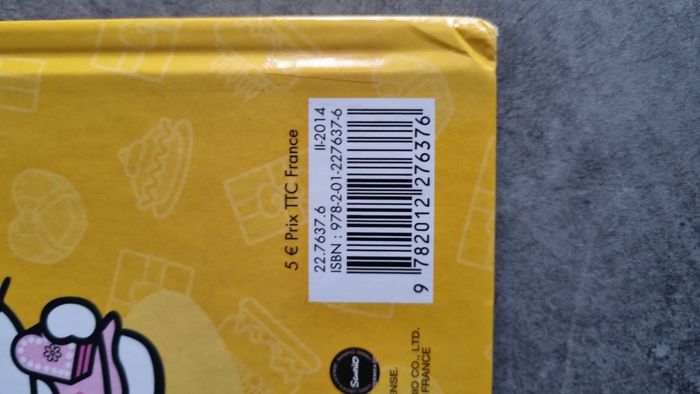 5 € Prix TTC France
22.7637.6 II-2014
ISBN : 978-2-01-227637-6
9 782012 276376
Sanrio
ENSE.
IO CO., LTD.
FRANCE